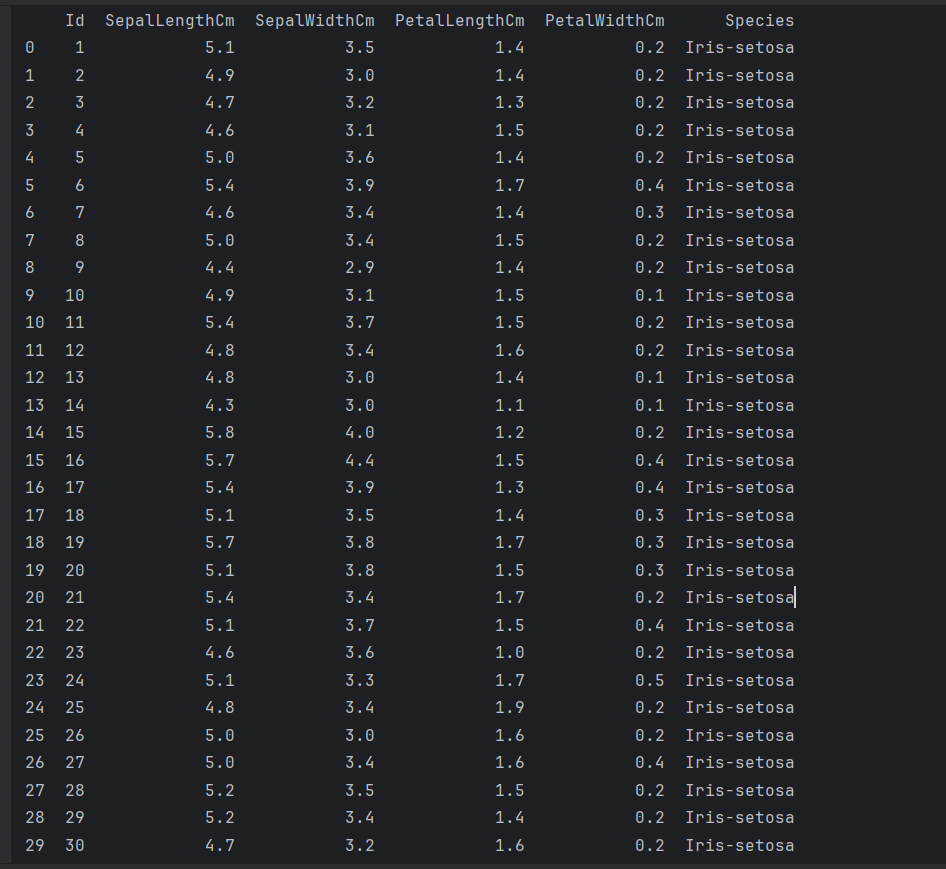 Id SepalLengthCm SepalWidthCm PetalLengthCm PetalWidthCm Species
0 1 5.1 3.5 1.4 0.2 Iris-setosa
1 2 4.9 3.0 1.4 0.2 Iris-setosa
2 3 4.7 3.2 1.3 0.2 Iris-setosa
3 4 4.6 3.1 1.5 0.2 Iris-setosa
4 5 5.0 3.6 1.4 0.2 Iris-setosa
5 6 5.4 3.9 1.7 0.4 Iris-setosa
6 7 4.6 3.4 1.4 0.3 Iris-setosa
7 8 5.0 3.4 1.5 0.2 Iris-setosa
8 9 4.4 2.9 1.4 0.2 Iris-setosa
9 10 4.9 3.1 1.5 0.1 Iris-setosa
10 11 5.4 3.7 1.5 0.2 Iris-setosa
11 12 4.8 3.4 1.6 0.2 Iris-setosa
12 13 4.8 3.0 1.4 0.1 Iris-setosa
13 14 4.3 3.0 1.1 0.1 Iris-setosa
14 15 5.8 4.0 1.2 0.2 Iris-setosa
15 16 5.7 4.4 1.5 0.4 Iris-setosa
16 17 5.4 3.9 1.3 0.4 Iris-setosa
17 18 5.1 3.5 1.4 0.3 Iris-setosa
18 19 5.7 3.8 1.7 0.3 Iris-setosa
19 20 5.1 3.8 1.5 0.3 Iris-setosa
20 21 5.4 3.4 1.7 0.2 Iris-setosa
21 22 5.1 3.7 1.5 0.4 Iris-setosa
22 23 4.6 3.6 1.0 0.2 Iris-setosa
23 24 5.1 3.3 1.7 0.5 Iris-setosa
24 25 4.8 3.4 1.9 0.2 Iris-setosa
25 26 5.0 3.0 1.6 0.2 Iris-setosa
26 27 5.0 3.4 1.6 0.4 Iris-setosa
27 28 5.2 3.5 1.5 0.2 Iris-setosa
28 29 5.2 3.4 1.4 0.2 Iris-setosa
29 30 4.7 3.2 1.6 0.2 Iris-setosa